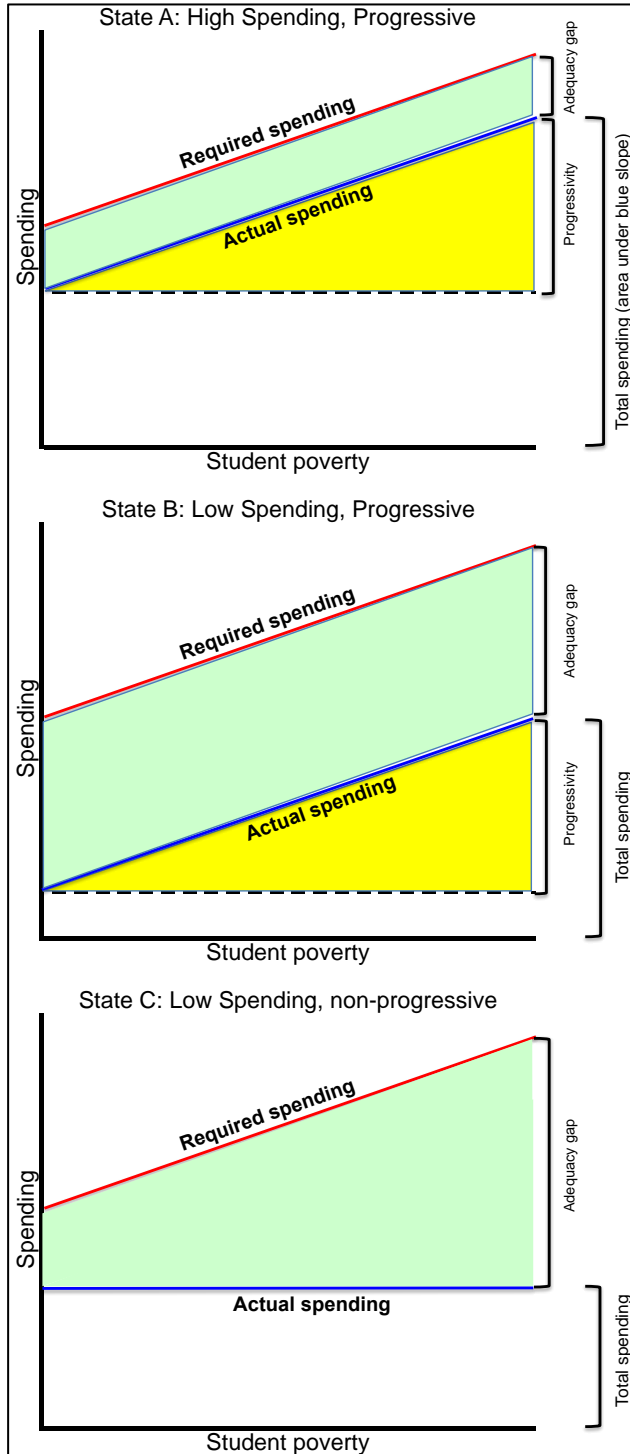 State A: High Spending, Progressive
Adequacy gap
Required spending
Actual spending
Progressivity
Total spending (area under blue slope)
Spending
Student poverty
State B: Low Spending, Progressive
Adequacy gap
Required spending
Spending
Actual spending
Progressivity
Total spending
Student poverty
State C: Low Spending, non-progressive
Required spending
Adequacy gap
Spending
Actual spending
Total spending
Student poverty